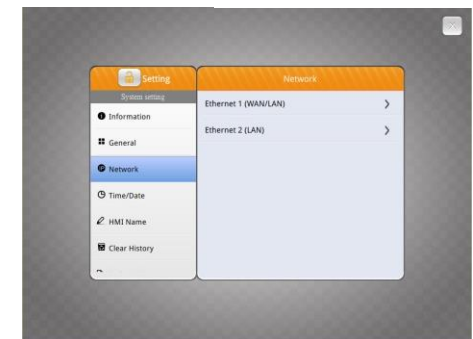 Setting
System setting
Information
General
Network
Time/Date
HMI Name
Clear History
Network
Ethernet 1 (WAN/LAN)
Ethernet 2 (LAN)